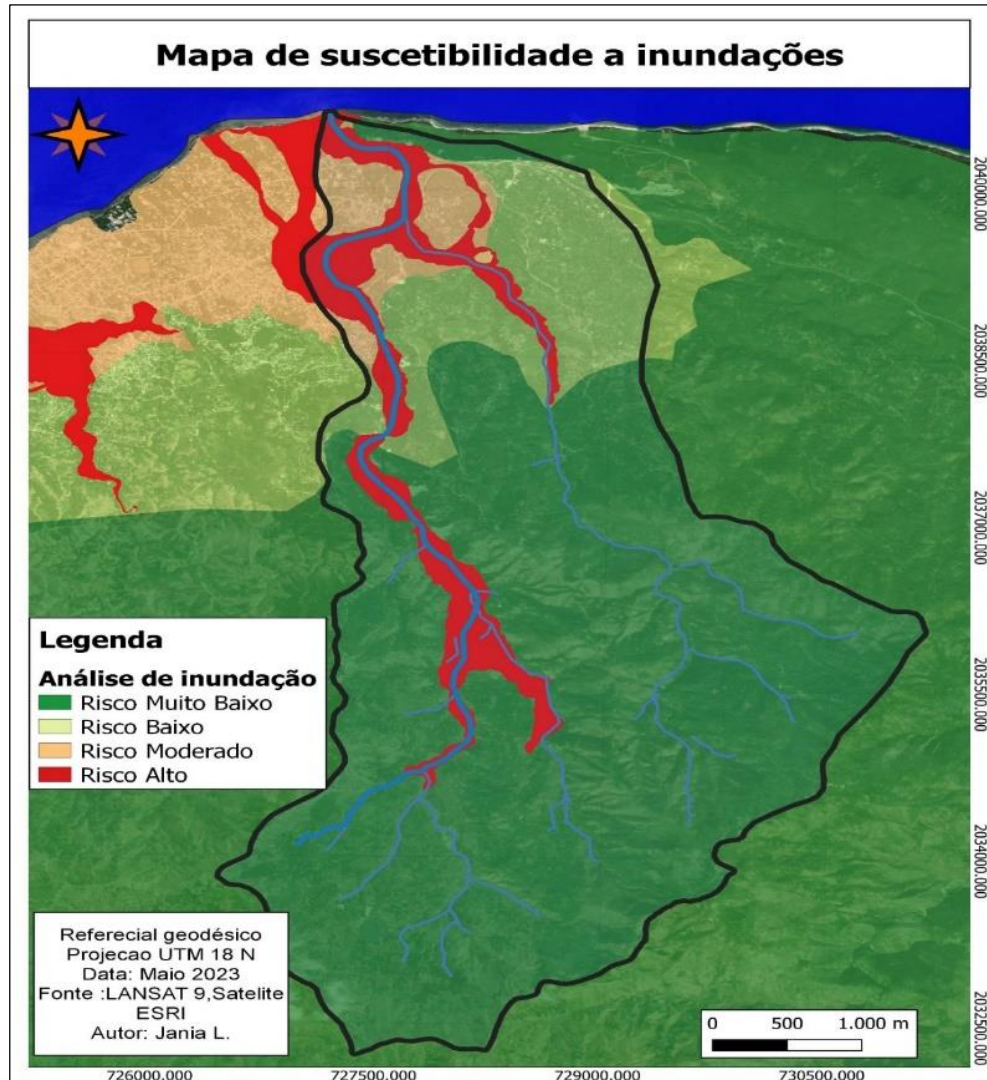 Mapa de suscetibilidade a inundações
2040000.000
2038500.000
2037000.000
2035500.000
2034000.000
2032500.000
Legenda
Análise de inundação
Risco Muito Baixo
Risco Baixo
Risco Moderado
Risco Alto
Referecial geodésico
Projecao UTM 18 N
Data: Maio 2023
Fonte :LANSAT 9,Satelite
ESRI
Autor: Jania L.
0 500 1.000 m
726000.000 727500.000 729000.000 730500.000